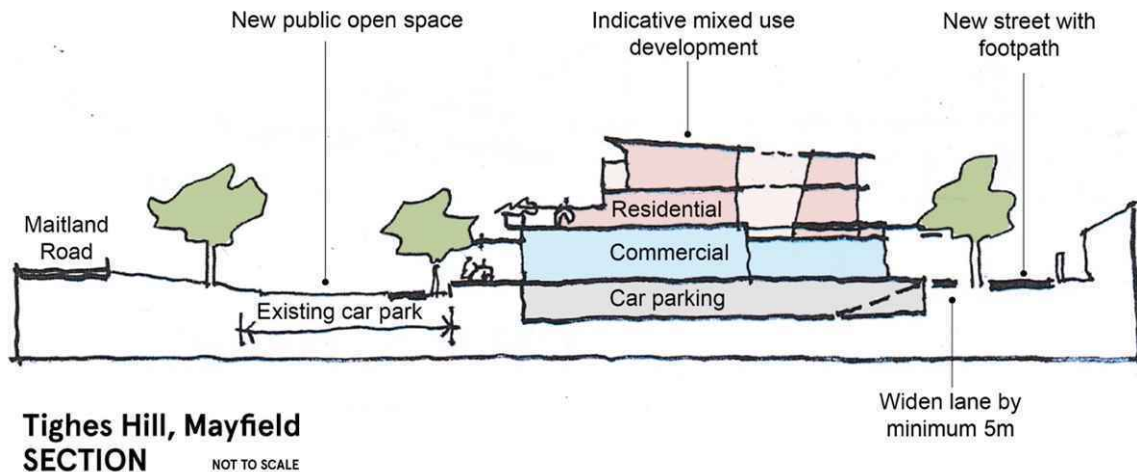 New public open space
Indicative mixed use
development
New street with
footpath
Maitland
Road
Residential
Commercial
Existing car park
Car parking
Widen lane by
minimum 5m
Tighes Hill, Mayfield
SECTION
NOT TO SCALE